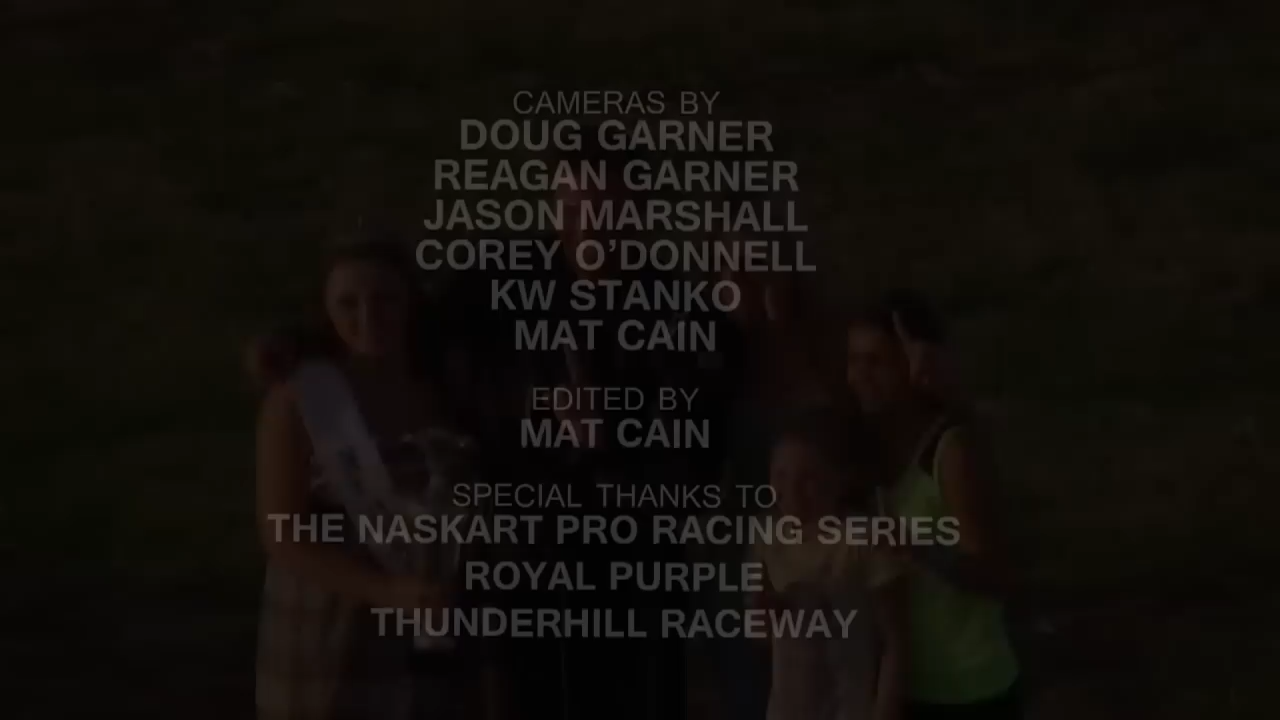 CAMERAS BY
DOUG GARNER
REAGAN GARNER
JASON MARSHALL
COREY O’DONNELL
KW STANKO
MAT CAIN
EDITED BY
MAT CAIN
SPECIAL THANKS TO
THE NASKART PRO RACING SERIES
ROYAL PURPLE
THUNDERHILL RACEWAY